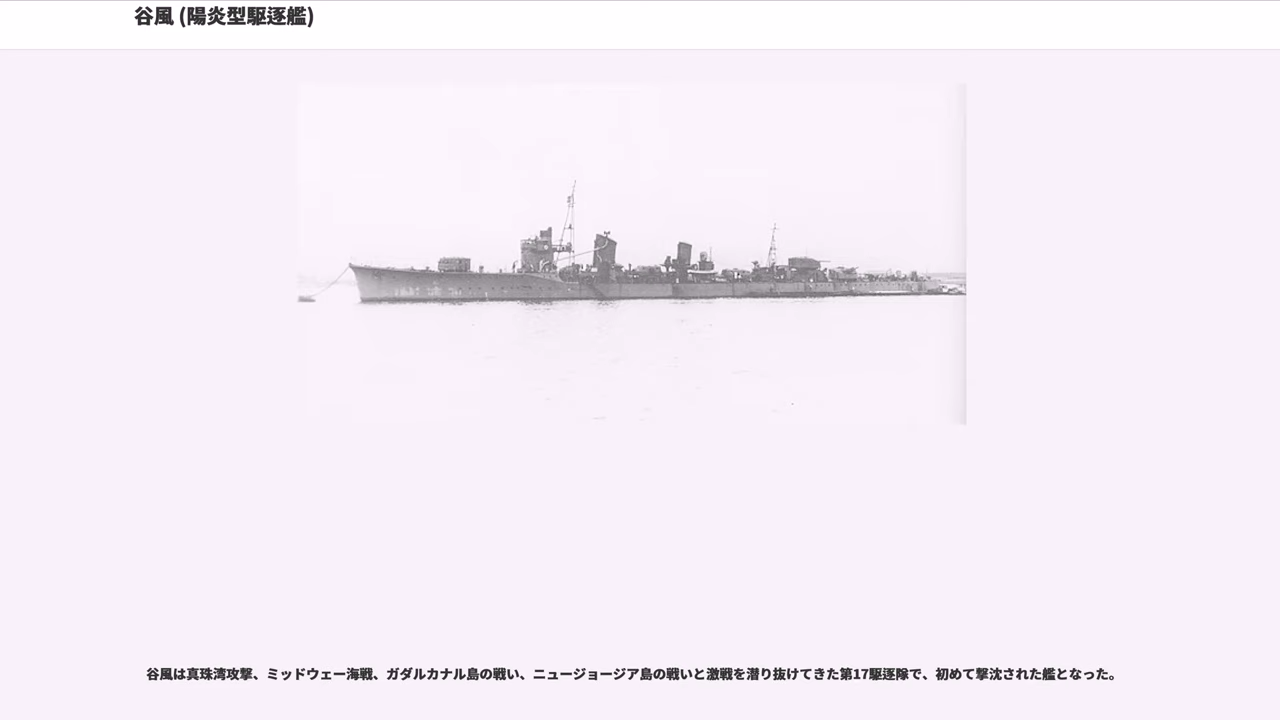 谷風 (陽炎型駆逐艦)
谷風は真珠湾攻撃、ミッドウェー海戦、ガダルカナル島の戦い、ニュージョージア島の戦いと激戦を潜り抜けてきた第17駆逐隊で、初めて撃沈された艦となった。